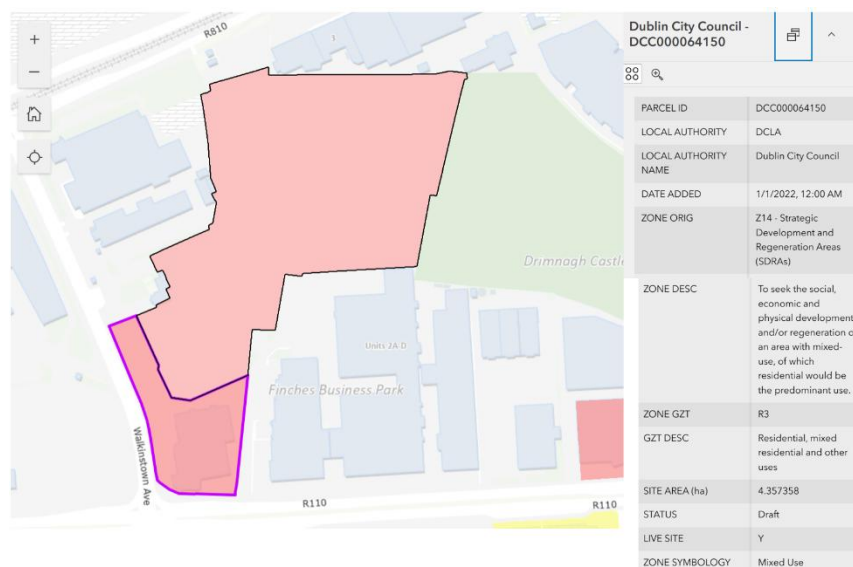 R810
+
−
Drimnagh Castle
Units 2A-D
Finches Business Park
Walkinstown Ave
R110
R110
Dublin City Council -
DCC000064150
PARCEL ID DCC000064150
LOCAL AUTHORITY DCLA
LOCAL AUTHORITY Dublin City Council
NAME
DATE ADDED 1/1/2022, 12:00 AM
ZONE ORIG Z14 - Strategic
Development and
Regeneration Areas
(SDRAs)
ZONE DESC To seek the social,
economic and
physical development
and/or regeneration o
an area with mixed-
use, of which
residential would be
the predominant use.
ZONE GZT R3
GZT DESC Residential, mixed
residential and other
uses
SITE AREA (ha) 4.357358
STATUS Draft
LIVE SITE Y
ZONE SYMBOLOGY Mixed Use